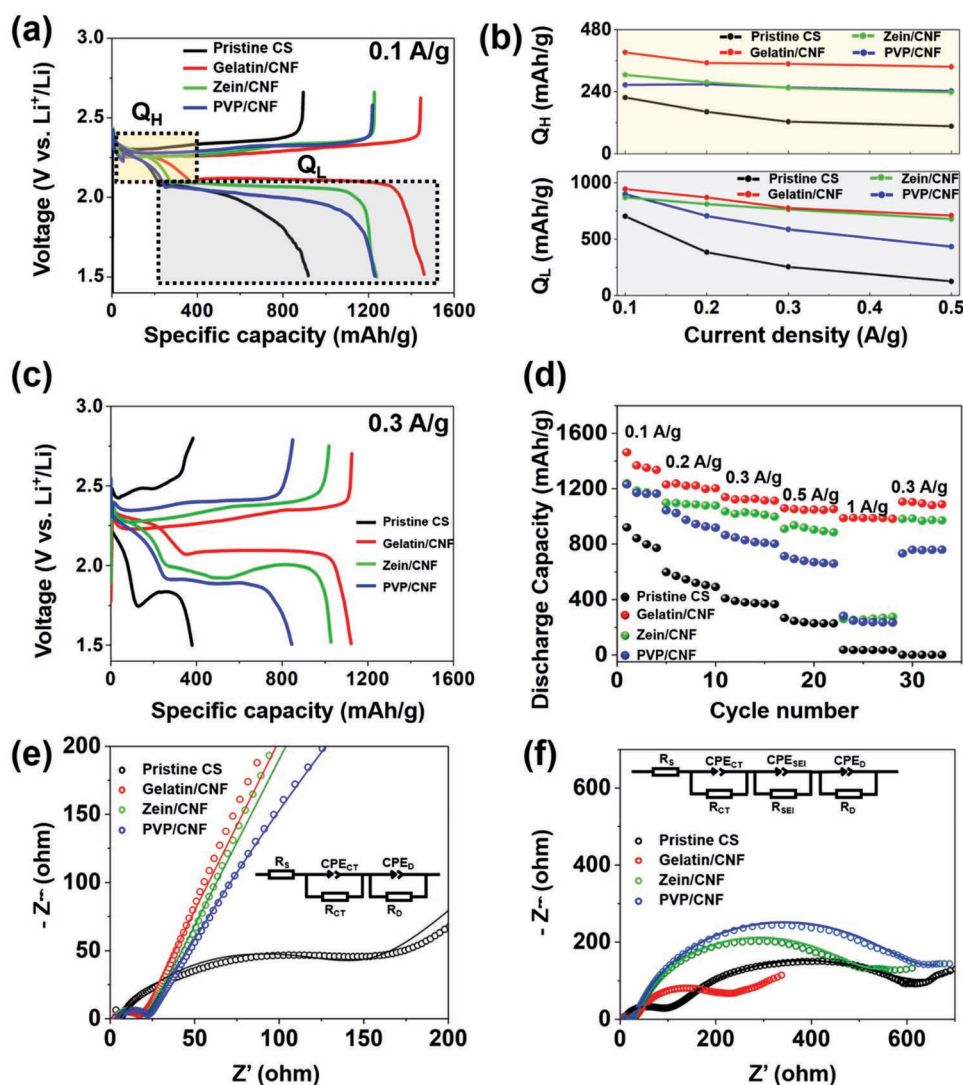 (a)
3.0
2.5
2.0
1.5
Voltage (V vs. Li⁺/Li)
Pristine CS
Gelatin/CNF
Zein/CNF
PVP/CNF
0.1 A/g
Q_H
Q_L
0 400 800 1200 1600
Specific capacity (mAh/g)
(b)
480
240
0
Q_H (mAh/g)
Pristine CS Zein/CNF
Gelatin/CNF PVP/CNF
1000
500
0
Q_L (mAh/g)
Pristine CS Zein/CNF
Gelatin/CNF PVP/CNF
0.1 0.2 0.3 0.4 0.5
Current density (A/g)
(c)
3.0
2.5
2.0
1.5
Voltage (V vs. Li⁺/Li)
0.3 A/g
Pristine CS
Gelatin/CNF
Zein/CNF
PVP/CNF
0 400 800 1200 1600
Specific capacity (mAh/g)
(d)
1600
1200
800
400
0
Discharge Capacity (mAh/g)
0.1 A/g
0.2 A/g
0.3 A/g
0.5 A/g
1 A/g
0.3 A/g
Pristine CS
Gelatin/CNF
Zein/CNF
PVP/CNF
0 10 20 30
Cycle number
(e)
200
150
100
50
0
- Z'' (ohm)
Pristine CS
Gelatin/CNF
Zein/CNF
PVP/CNF
R_S CPE_CT CPE_D
R_CT R_D
0 50 100 150 200
Z' (ohm)
(f)
600
400
200
0
- Z'' (ohm)
R_S CPE_CT CPE_SEI CPE_D
R_CT R_SEI R_D
Pristine CS
Gelatin/CNF
Zein/CNF
PVP/CNF
0 200 400 600
Z' (ohm)